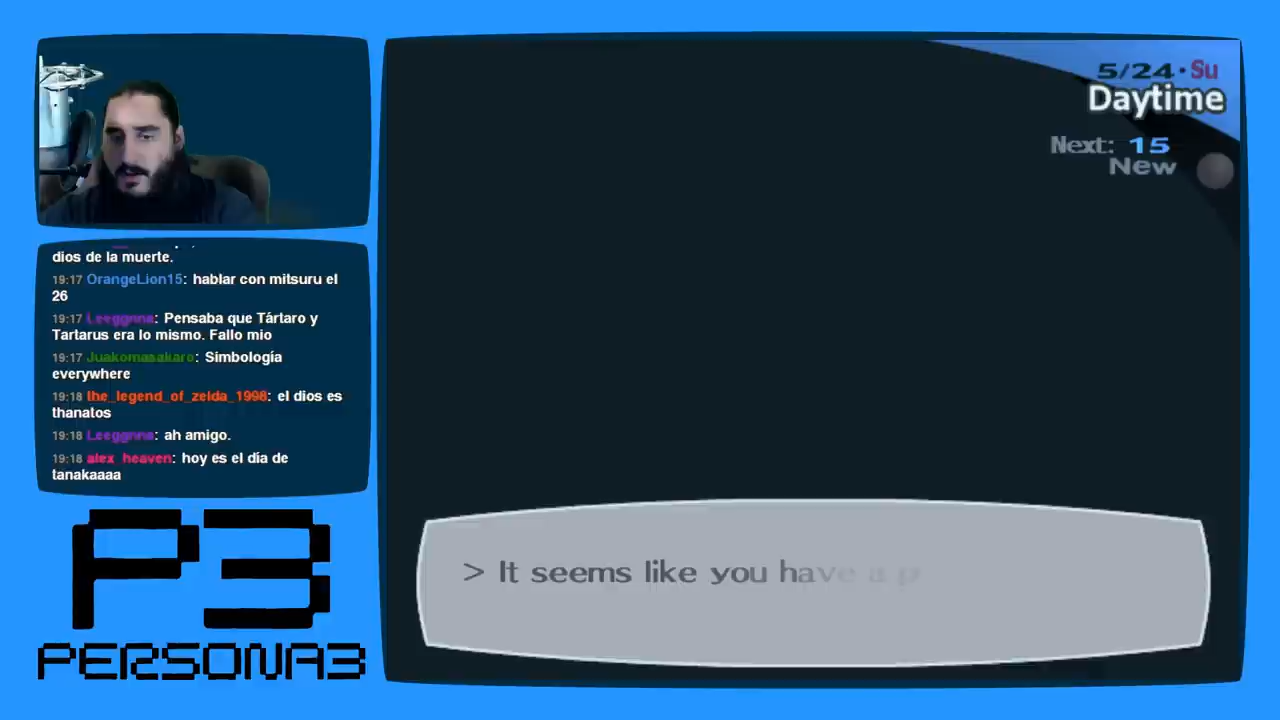 dios de la muerte.
19:17 OrangeLion15: hablar con mitsuru el
26
19:17 Leeggnna: Pensaba que Tártaro y
Tartarus era lo mismo. Fallo mio
19:17 Juakomasakaro: Simbología
everywhere
19:18 the_legend_of_zelda_1998: el dios es
thanatos
19:18 Leeggnna: ah amigo.
19:18 alex_heaven: hoy es el día de
tanakaaaa
P3
PERSONA3
5/24·Su
Daytime
Next: 15
New
> It seems like you have a p